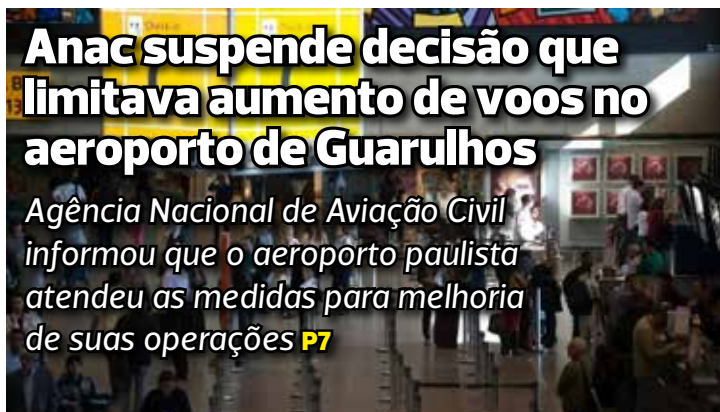 Anac suspende decisão que
limitava aumento de voos no
aeroporto de Guarulhos
Agência Nacional de Aviação Civil
informou que o aeroporto paulista
atendeu as medidas para melhoria
de suas operações P7